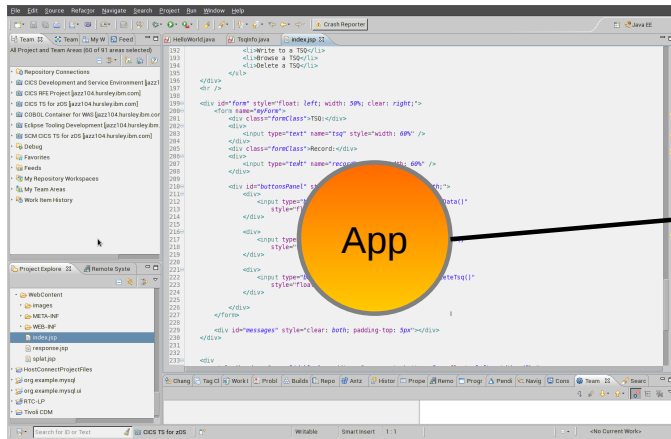 File Edit Source Refactor Navigate Search Project Run Window Help
Crash Reporter
Java EE
Team Team My W Feed
HelloWorld.java TsqInfo.java index.jsp
All Project and Team Areas (60 of 91 areas selected)
Repository Connections
CICS Development and Service Environment [jazz1
CICS RFE Project [jazz104.hursley.ibm.com]
CICS TS for zOS [jazz104.hursley.ibm.com]
COBOL Container for WAS [jazz104.hursley.ibm.com]
Eclipse Tooling Development [jazz104.hursley.ibm.com]
SCM CICS TS for zOS [jazz104.hursley.ibm.com]
Debug
Favorites
Feeds
My Repository Workspaces
My Team Areas
Work Item History
Project Explore Remote Syste
WebContent
images
META-INF
WEB-INF
index.jsp
response.jsp
splat.jsp
HostConnectProjectFiles
org.example.mysql
org.example.mysql.ui
RTC-LP
Tivoli CDM
192 <li>Write to a TSQ</li>
193 <li>Browse a TSQ</li>
194 <li>Delete a TSQ</li>
195 </ul>
196 </div>
197 <hr />
198
199 <div id="form" style="float: left; width: 50%; clear: right;">
200 <form name="myForm">
201 <div class="formClass">TSQ:</div>
202 <div>
203 <input type="text" name="tsq" style="width: 60%" />
204 </div>
205 <div class="formClass">Record:</div>
206 <div>
207 <input type="text" name="record 60%" />
208 </div>
209
210 <div id="buttonsPanel" ;">
211 <div>
212 <input type="b Data()"
213 style="fl
214 </div>
215
216 <div>
217 <input type ()"
218 style="
219 </div>
220
221 <div>
222 <input type="b eteTsq()"
223 style="float
224 </div>
225
226 </div>
227 </form>
228
229 <div id="messages" style="clear: both; padding-top: 5px"></div>
230 </div>
231
232
233 <div
App
Chang Tag Cl Work I Probl Builds Repo Antz Histor Prope Remo Progr Pendi Navig Cons Team Searc
Search for ID or Text
CICS TS for zOS
Writable
Smart Insert
1 : 1
<No Current Work>